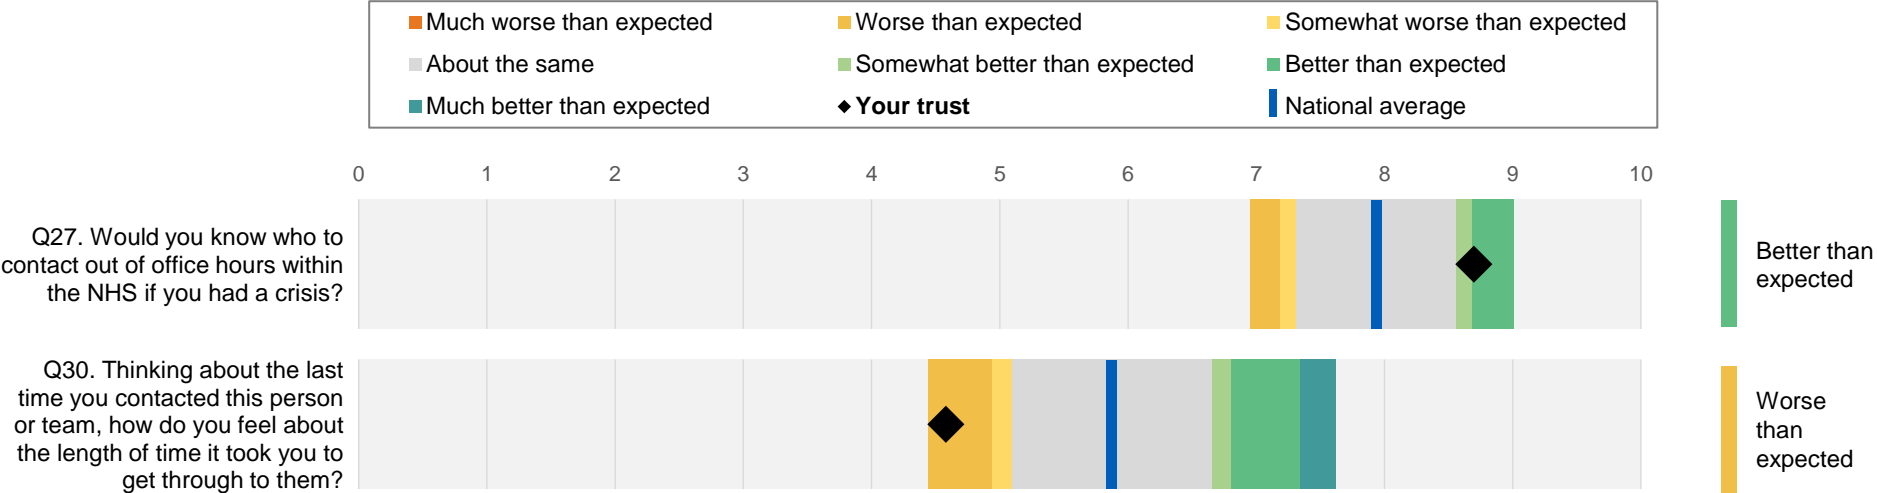 Much worse than expected
Worse than expected
Somewhat worse than expected
About the same
Somewhat better than expected
Better than expected
Much better than expected
Your trust
National average
0 1 2 3 4 5 6 7 8 9 10
Q27. Would you know who to
contact out of office hours within
the NHS if you had a crisis?
Better than
expected
Q30. Thinking about the last
time you contacted this person
or team, how do you feel about
the length of time it took you to
get through to them?
Worse
than
expected